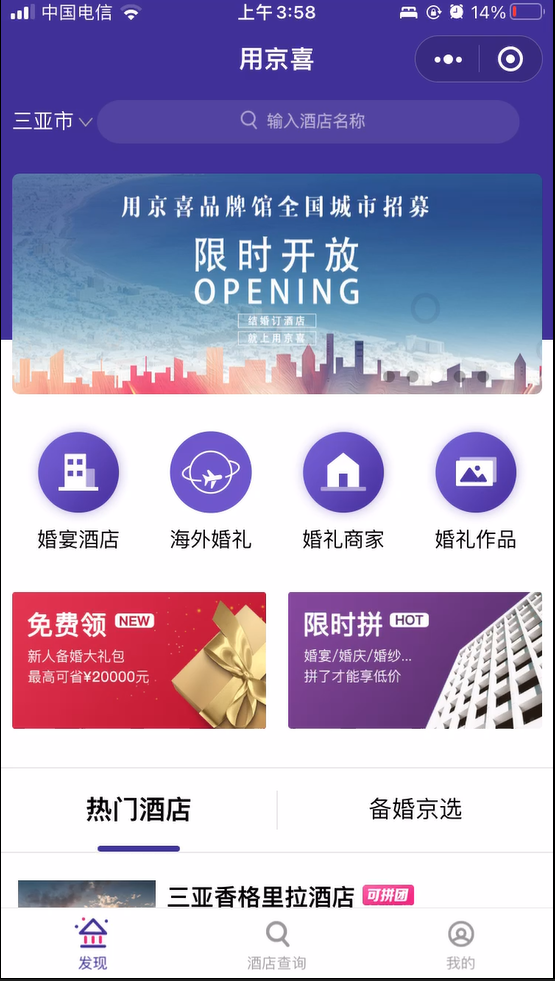 中国电信
上午3:58
14%
用京喜
三亚市
输入酒店名称
用京喜品牌馆全国城市招募
限时开放
OPENING
结婚订酒店
就上用京喜
婚宴酒店
海外婚礼
婚礼商家
婚礼作品
免费领 NEW
新人备婚大礼包
最高可省¥20000元
限时拼 HOT
婚宴/婚庆/婚纱...
拼了才能享低价
热门酒店
备婚京选
三亚香格里拉酒店 可拼团
发现
酒店查询
我的